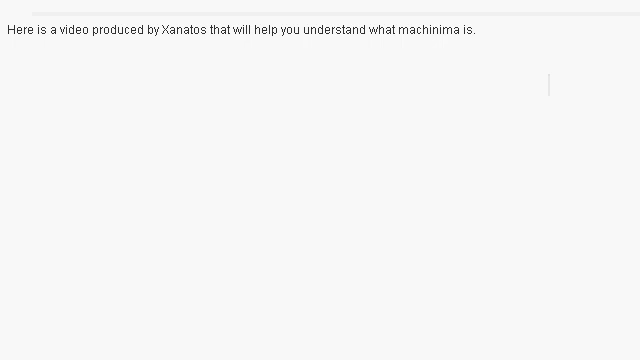 Here is a video produced by Xanatos that will help you understand what machinima is.